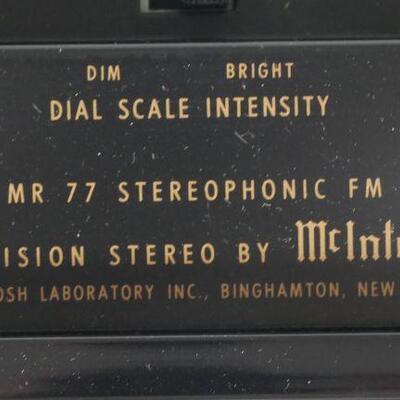 DIM BRIGHT
DIAL SCALE INTENSITY
MR 77 STEREOPHONIC FM
ISION STEREO BY McInt
OSH LABORATORY INC., BINGHAMTON, NEW